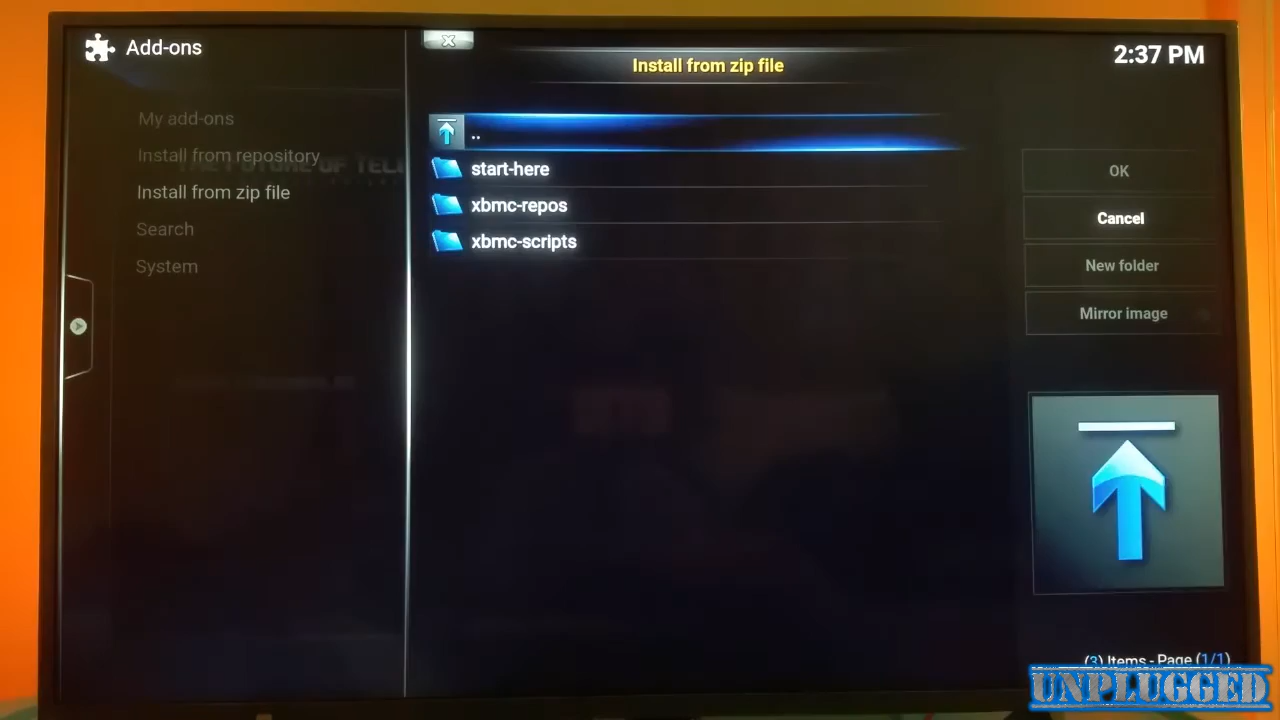 Add-ons
My add-ons
Install from repository
Install from zip file
Search
System
x
Install from zip file
..
start-here
xbmc-repos
xbmc-scripts
2:37 PM
OK
Cancel
New folder
Mirror image
(3) Items - Page (1/1)
UNPLUGGED